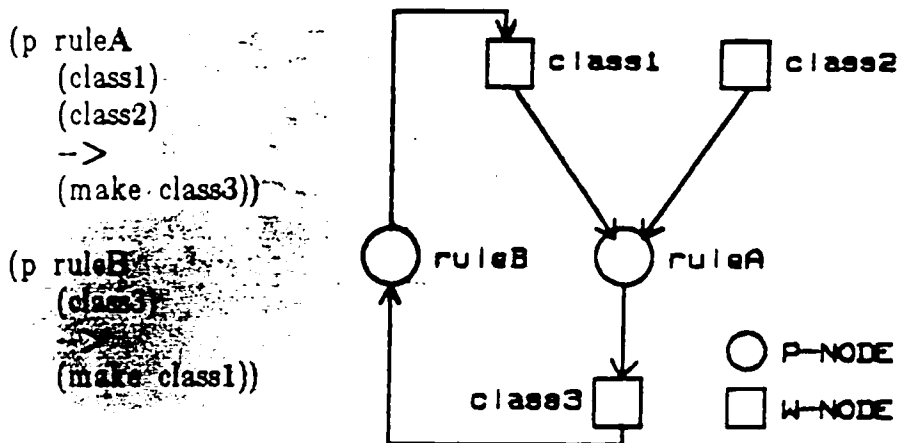 (p ruleA
(class1)
(class2)
-->
(make class3))
(p ruleB
(class3)
-->
(make class1))
class1
class2
ruleB
ruleA
class3
P-NODE
W-NODE